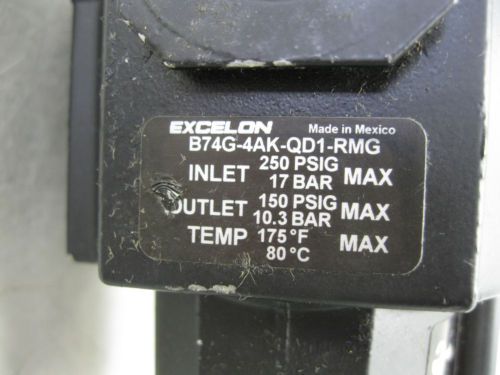 EXCELON Made in Mexico
B74G-4AK-QD1-RMG
INLET 250 PSIG 17 BAR MAX
OUTLET 150 PSIG 10.3 BAR MAX
TEMP 175 °F 80 °C MAX